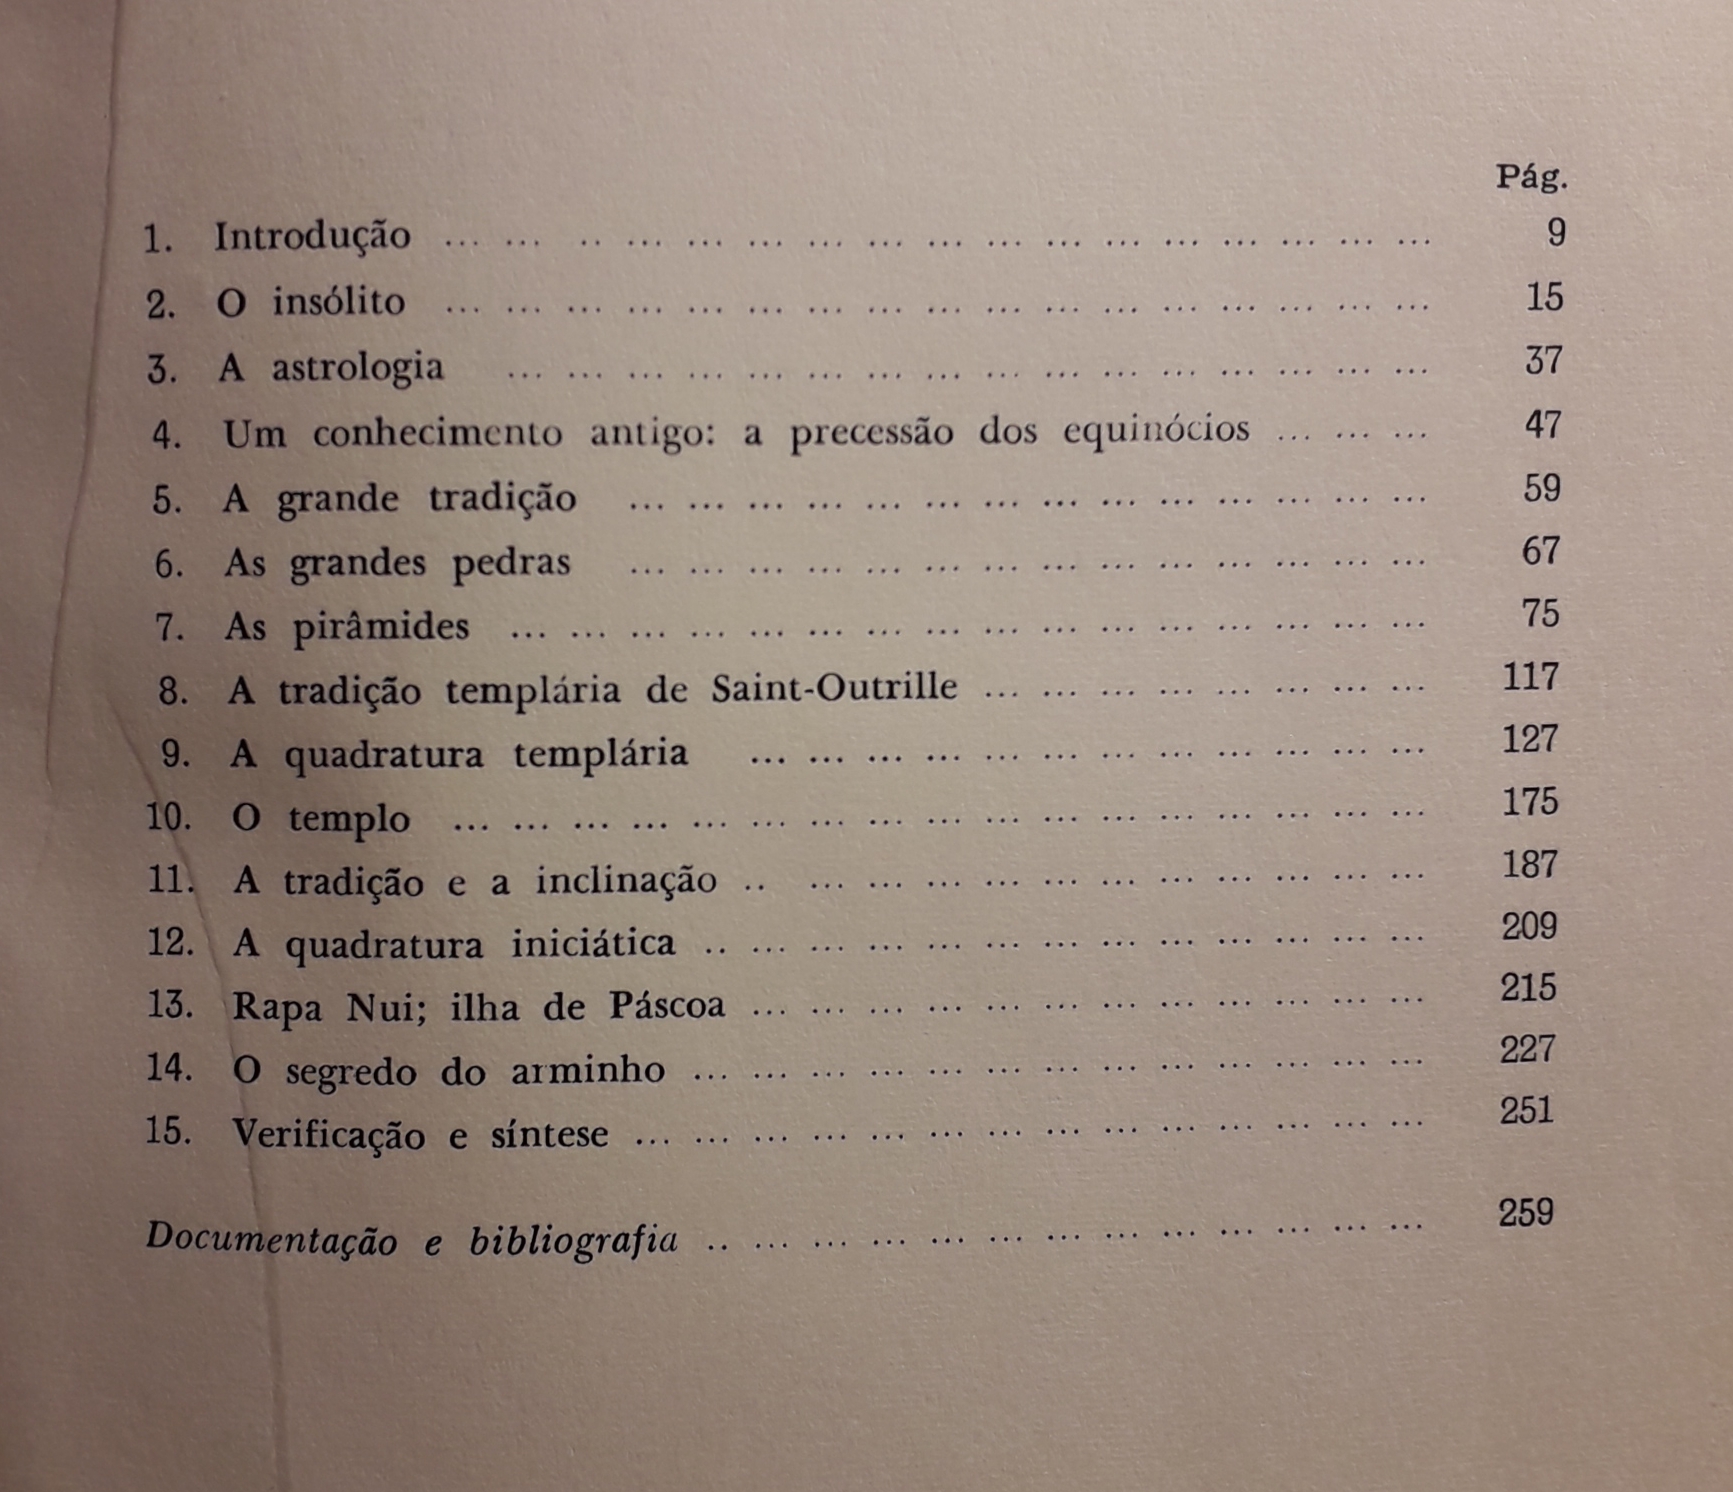 Pág.
1. Introdução ... ... .. ... ... ... ... ... ... ... ... ... ... ... ... ... ... 9
2. O insólito ... ... ... ... ... ... ... ... ... ... ... ... ... ... ... ... ... 15
3. A astrologia ... ... ... ... ... ... ... ... ... ... ... ... ... ... ... ... 37
4. Um conhecimento antigo: a precessão dos equinócios ... ... ... 47
5. A grande tradição ... ... ... ... ... ... ... ... ... ... ... ... ... ... 59
6. As grandes pedras ... ... ... ... ... ... ... ... ... ... ... ... ... ... 67
7. As pirâmides ... ... ... ... ... ... ... ... ... ... ... ... ... ... ... ... 75
8. A tradição templária de Saint-Outrille ... ... ... ... ... ... ... ... 117
9. A quadratura templária ... ... ... ... ... ... ... ... ... ... ... ... 127
10. O templo ... ... ... ... ... ... ... ... ... ... ... ... ... ... ... ... ... 175
11. A tradição e a inclinação .. ... ... ... ... ... ... ... ... ... ... ... 187
12. A quadratura iniciática .. ... ... ... ... ... ... ... ... ... ... ... ... 209
13. Rapa Nui; ilha de Páscoa ... ... ... ... ... ... ... ... ... ... ... ... 215
14. O segredo do arminho ... ... ... ... ... ... ... ... ... ... ... ... ... 227
15. Verificação e síntese ... ... ... ... ... ... ... ... ... ... ... ... ... ... 251
Documentação e bibliografia .. ... ... ... ... ... ... ... ... ... ... ... ... 259